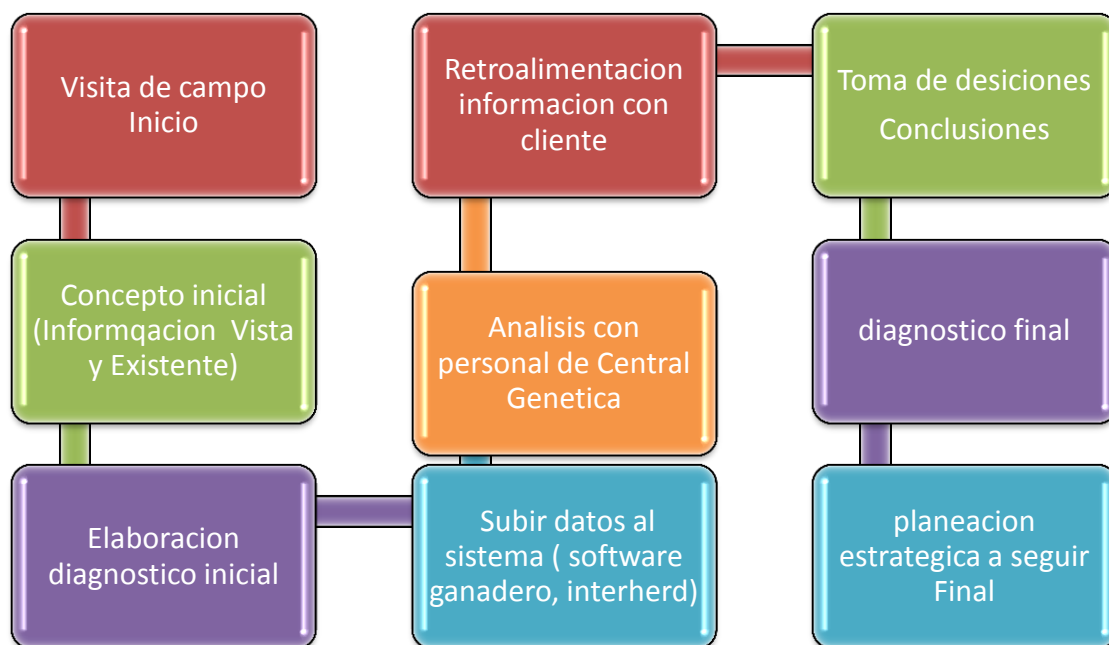 Visita de campo
Inicio
Concepto inicial
(Informqacion Vista
y Existente)
Elaboracion
diagnostico inicial
Subir datos al
sistema ( software
ganadero, interherd)
Analisis con
personal de Central
Genetica
Retroalimentacion
informacion con
cliente
Toma de desiciones
Conclusiones
diagnostico final
planeacion
estrategica a seguir
Final